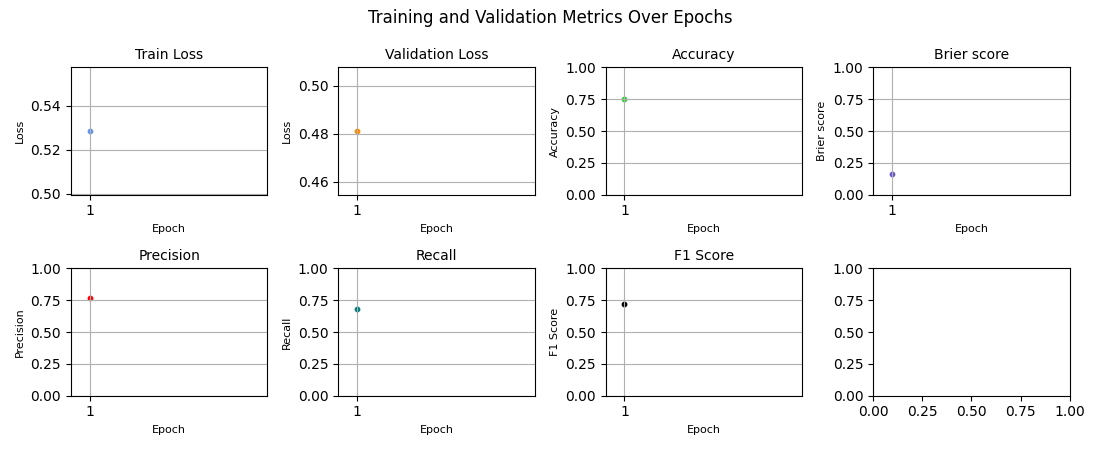 Training and Validation Metrics Over Epochs
Train Loss
Loss
0.54
0.52
0.50
1
Epoch
Validation Loss
Loss
0.50
0.48
0.46
1
Epoch
Accuracy
Accuracy
1.00
0.75
0.50
0.25
0.00
1
Epoch
Brier score
Brier score
1.00
0.75
0.50
0.25
0.00
1
Epoch
Precision
Precision
1.00
0.75
0.50
0.25
0.00
1
Epoch
Recall
Recall
1.00
0.75
0.50
0.25
0.00
1
Epoch
F1 Score
F1 Score
1.00
0.75
0.50
0.25
0.00
1
Epoch
1.00
0.75
0.50
0.25
0.00
0.00 0.25 0.50 0.75 1.00